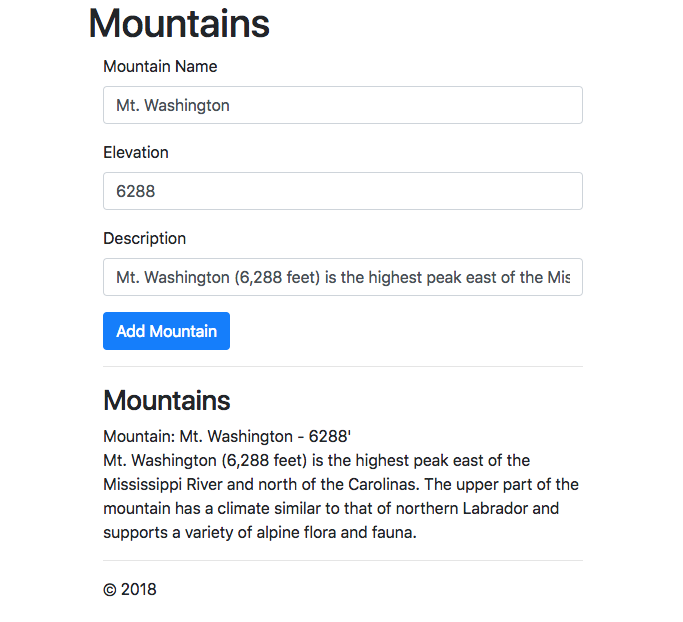 Mountains
Mountain Name
Mt. Washington
Elevation
6288
Description
Mt. Washington (6,288 feet) is the highest peak east of the Mis
Add Mountain
Mountains
Mountain: Mt. Washington - 6288'
Mt. Washington (6,288 feet) is the highest peak east of the
Mississippi River and north of the Carolinas. The upper part of the
mountain has a climate similar to that of northern Labrador and
supports a variety of alpine flora and fauna.
© 2018